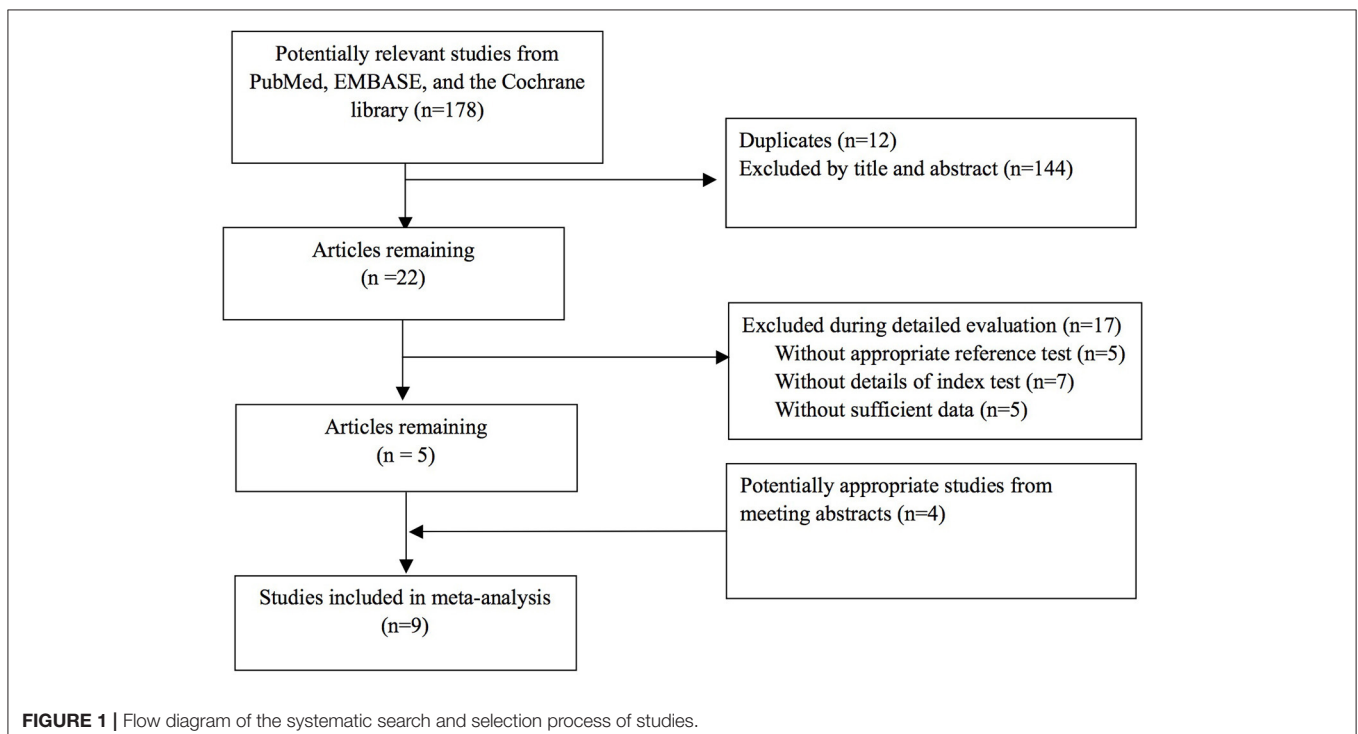 Potentially relevant studies from
PubMed, EMBASE, and the Cochrane
library (n=178)
Duplicates (n=12)
Excluded by title and abstract (n=144)
Articles remaining
(n =22)
Excluded during detailed evaluation (n=17)
Without appropriate reference test (n=5)
Without details of index test (n=7)
Without sufficient data (n=5)
Articles remaining
(n = 5)
Potentially appropriate studies from
meeting abstracts (n=4)
Studies included in meta-analysis
(n=9)
FIGURE 1 | Flow diagram of the systematic search and selection process of studies.